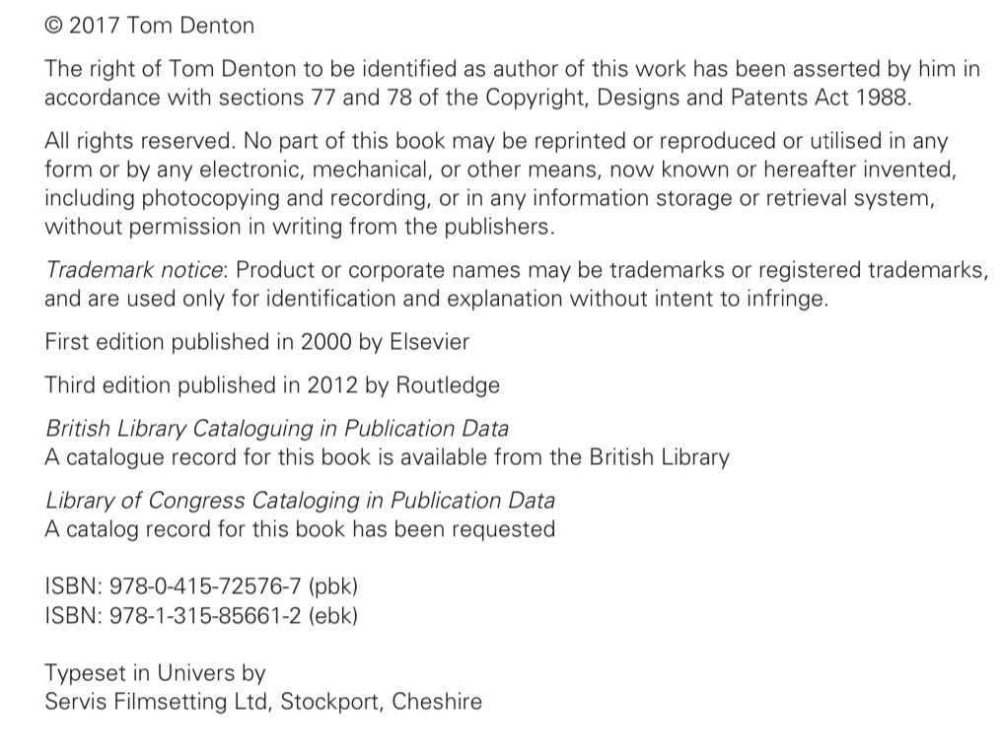 © 2017 Tom Denton
The right of Tom Denton to be identified as author of this work has been asserted by him in
accordance with sections 77 and 78 of the Copyright, Designs and Patents Act 1988.
All rights reserved. No part of this book may be reprinted or reproduced or utilised in any
form or by any electronic, mechanical, or other means, now known or hereafter invented,
including photocopying and recording, or in any information storage or retrieval system,
without permission in writing from the publishers.
Trademark notice: Product or corporate names may be trademarks or registered trademarks,
and are used only for identification and explanation without intent to infringe.
First edition published in 2000 by Elsevier
Third edition published in 2012 by Routledge
British Library Cataloguing in Publication Data
A catalogue record for this book is available from the British Library
Library of Congress Cataloging in Publication Data
A catalog record for this book has been requested
ISBN: 978-0-415-72576-7 (pbk)
ISBN: 978-1-315-85661-2 (ebk)
Typeset in Univers by
Servis Filmsetting Ltd, Stockport, Cheshire